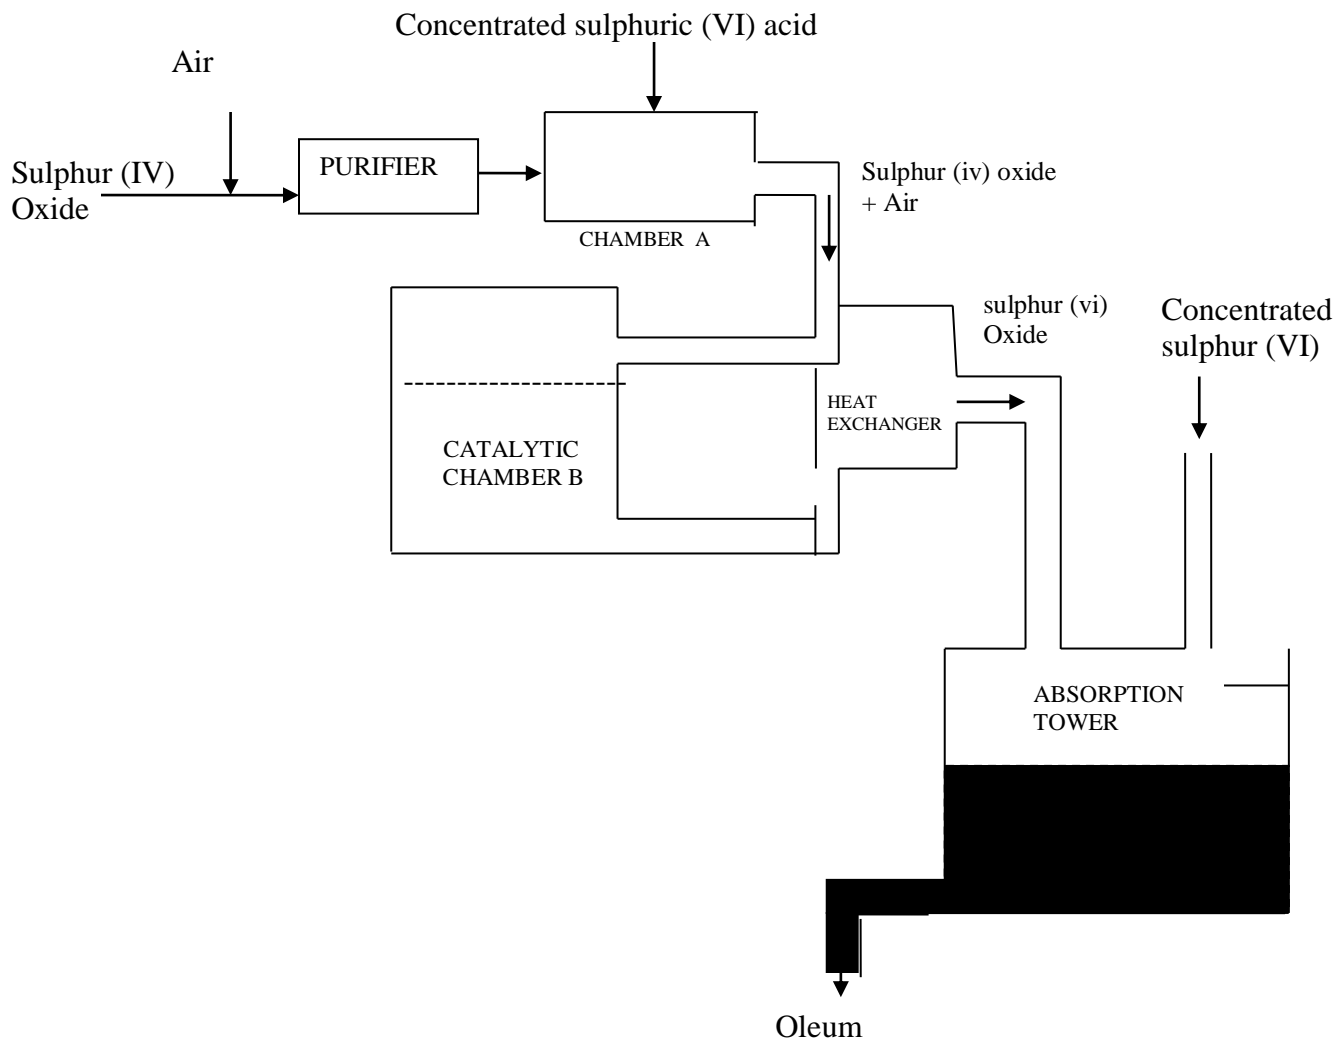 Concentrated sulphuric (VI) acid
Air
Sulphur (IV)
Oxide
PURIFIER
Sulphur (iv) oxide
+ Air
CHAMBER A
sulphur (vi)
Oxide
Concentrated
sulphur (VI)
HEAT
EXCHANGER
CATALYTIC
CHAMBER B
ABSORPTION
TOWER
Oleum